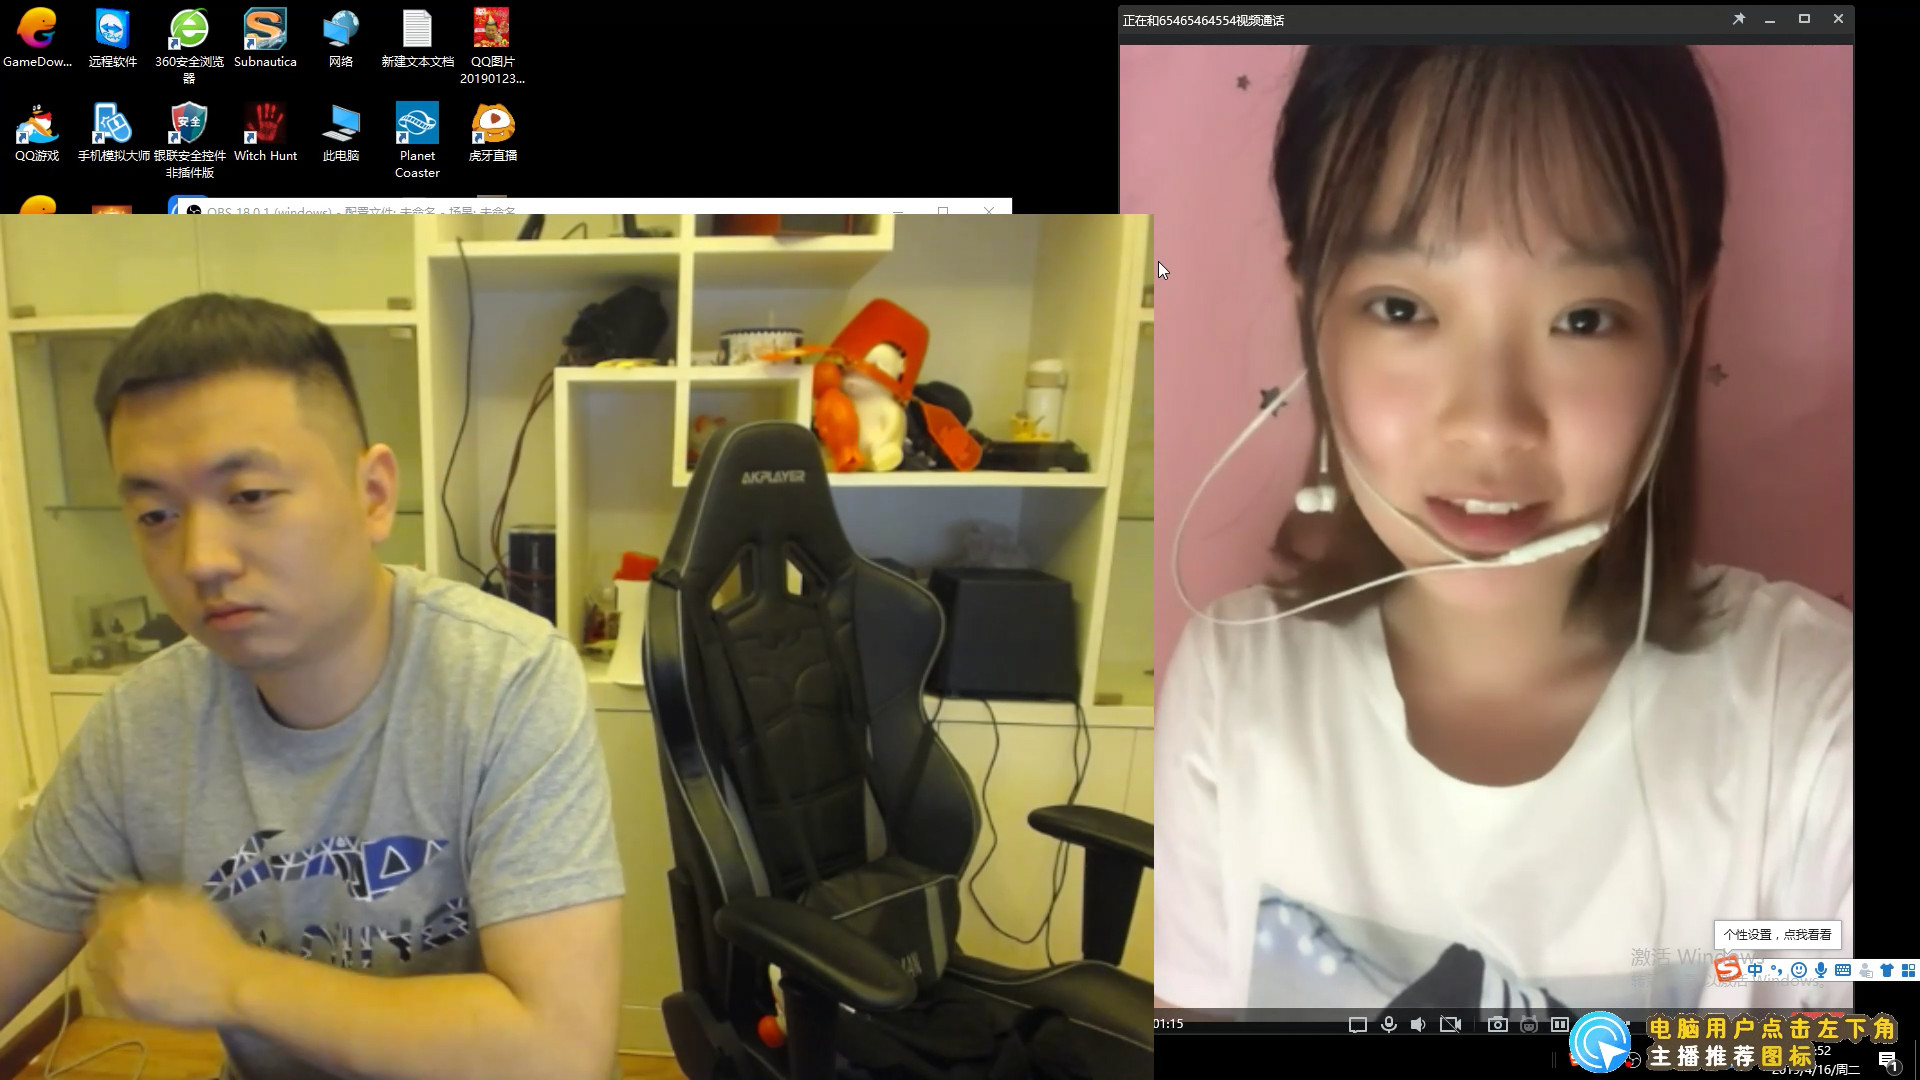 正在和65465464554视频通话
GameDow...
远程软件
360安全浏览
器
Subnautica
网络
新建文本文档
QQ图片
20190123...
QQ游戏
手机模拟大师
银联安全控件
非插件版
Witch Hunt
此电脑
Planet
Coaster
虎牙直播
OBS 18.0.1 (windows) - 配置文件: 未命名 - 场景: 未命名
AKPLAYER
个性设置，点我看看
激活 Windows
中
01:15
电脑用户点击左下角
主播推荐图标
:52
2019/4/16/周二
1